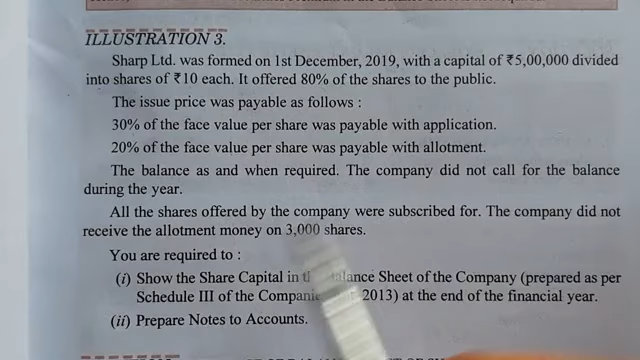 ILLUSTRATION 3.
Sharp Ltd. was formed on 1st December, 2019, with a capital of ₹5,00,000 divided
into shares of ₹10 each. It offered 80% of the shares to the public.
The issue price was payable as follows :
30% of the face value per share was payable with application.
20% of the face value per share was payable with allotment.
The balance as and when required. The company did not call for the balance
during the year.
All the shares offered by the company were subscribed for. The company did not
receive the allotment money on 3,000 shares.
You are required to :
(i) Show the Share Capital in Balance Sheet of the Company (prepared as per
Schedule III of the 2013) at the end of the financial year.
(ii) Prepare Notes to Accounts.